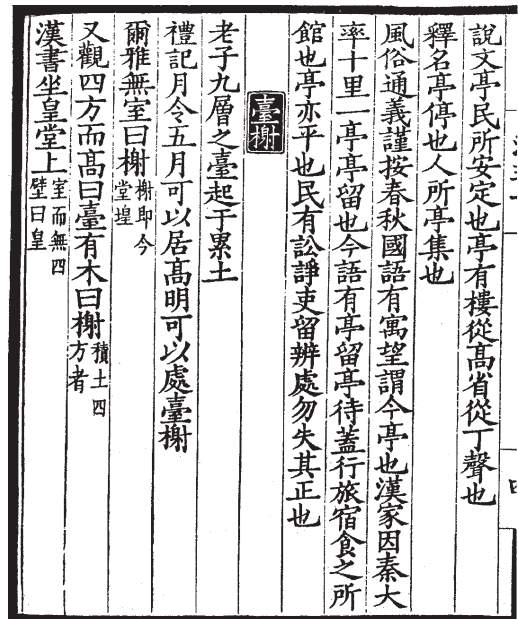 說文亭民所安定也亭有樓從高省從丁聲也
釋名亭停也人所亭集也
風俗通義謹按春秋國語有寓望謂今亭也漢家因秦大
率十里一亭亭留也今語有亭留亭待蓋行旅宿食之所
館也亭亦平也民有訟諍吏留辨處勿失其正也
臺榭
老子九層之臺起于累土
禮記月令五月可以居高明可以處臺榭
爾雅無室曰榭榭即今堂堭
又觀四方而高曰臺有木曰榭積土四方者
漢書坐皇堂上室而無四壁曰皇